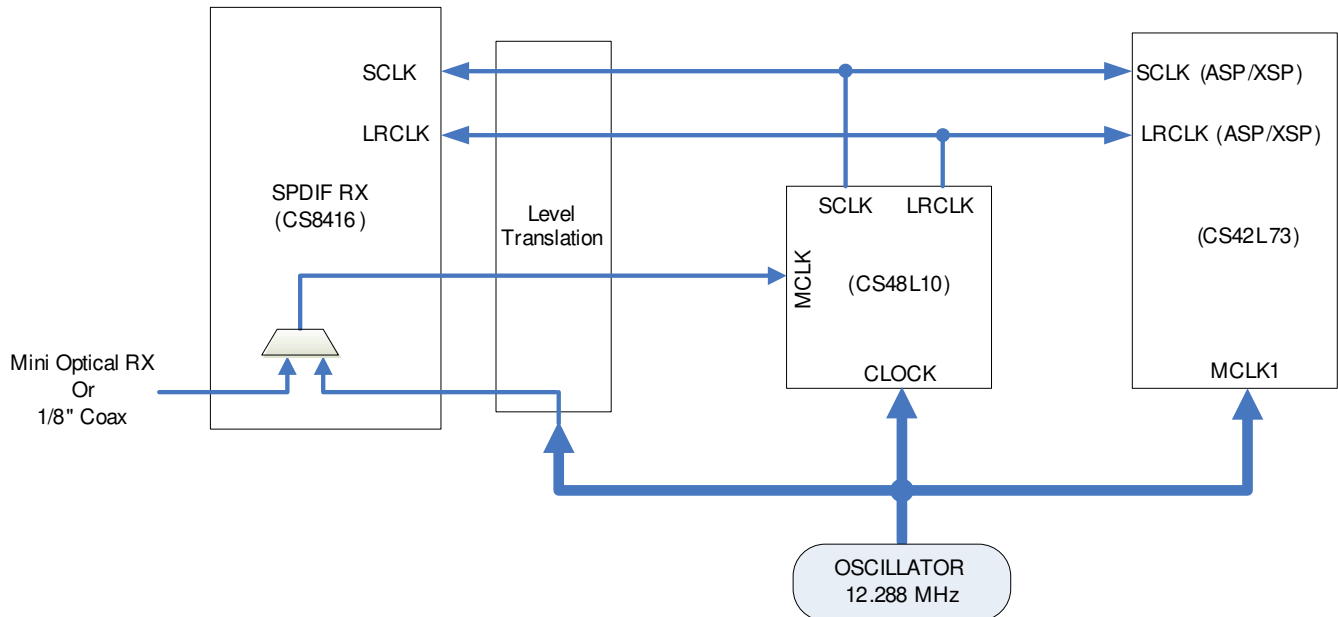 SCLK
LRCLK
SPDIF RX
(CS8416)
Mini Optical RX
Or
1/8" Coax
Level
Translation
SCLK LRCLK
MCLK
(CS48L10)
CLOCK
SCLK (ASP/XSP)
LRCLK (ASP/XSP)
(CS42L73)
MCLK1
OSCILLATOR
12.288 MHz